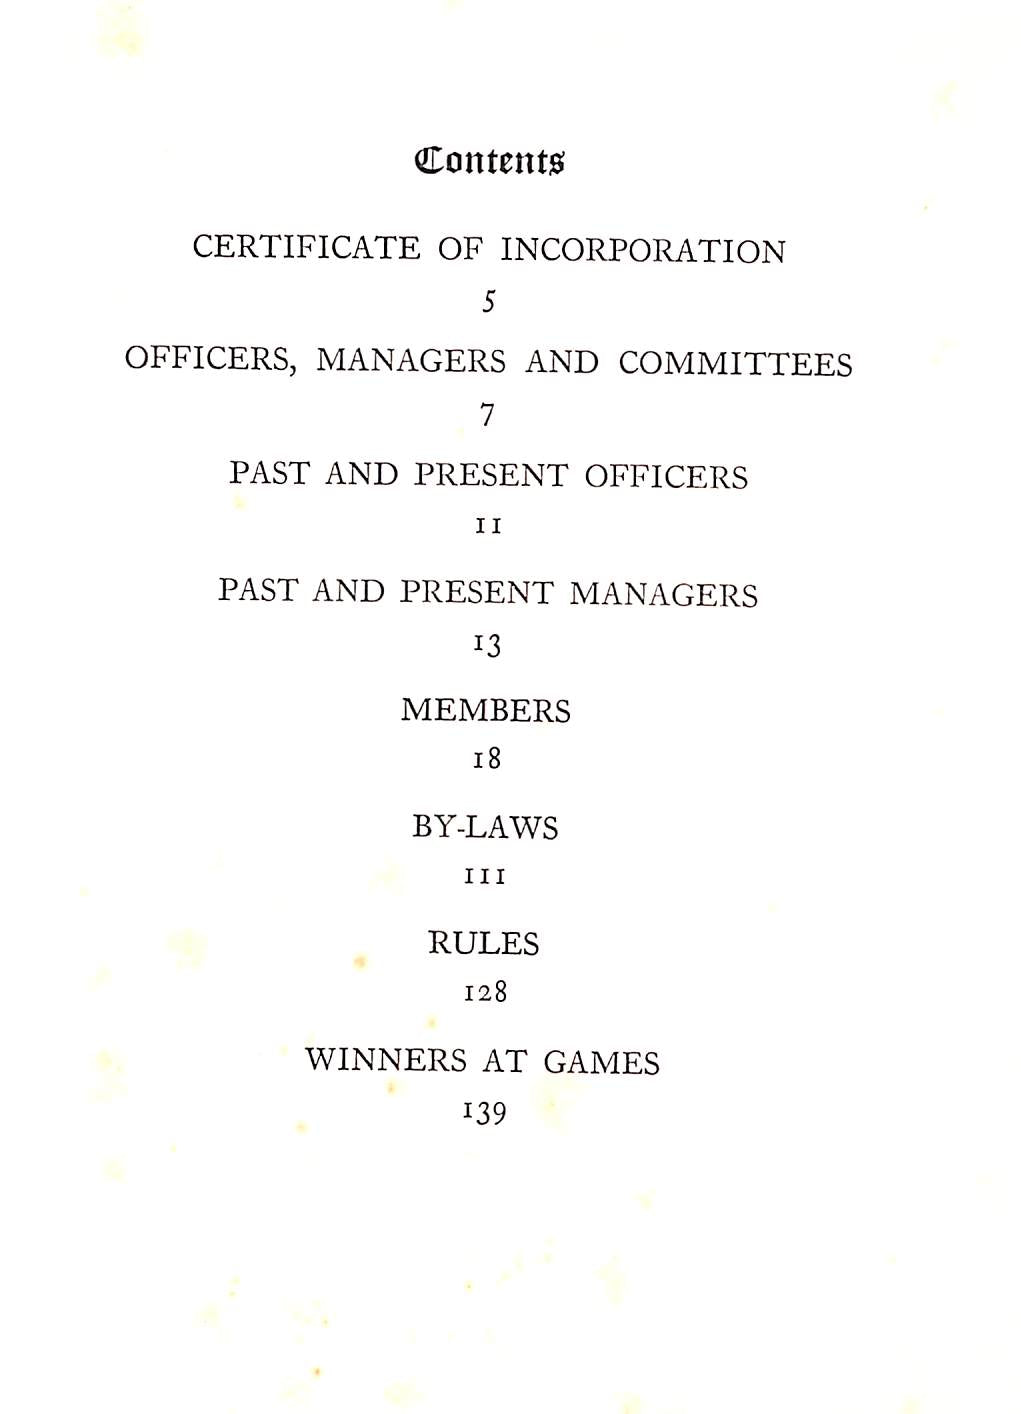 Contents
CERTIFICATE OF INCORPORATION
5
OFFICERS, MANAGERS AND COMMITTEES
7
PAST AND PRESENT OFFICERS
11
PAST AND PRESENT MANAGERS
13
MEMBERS
18
BY-LAWS
111
RULES
128
WINNERS AT GAMES
139